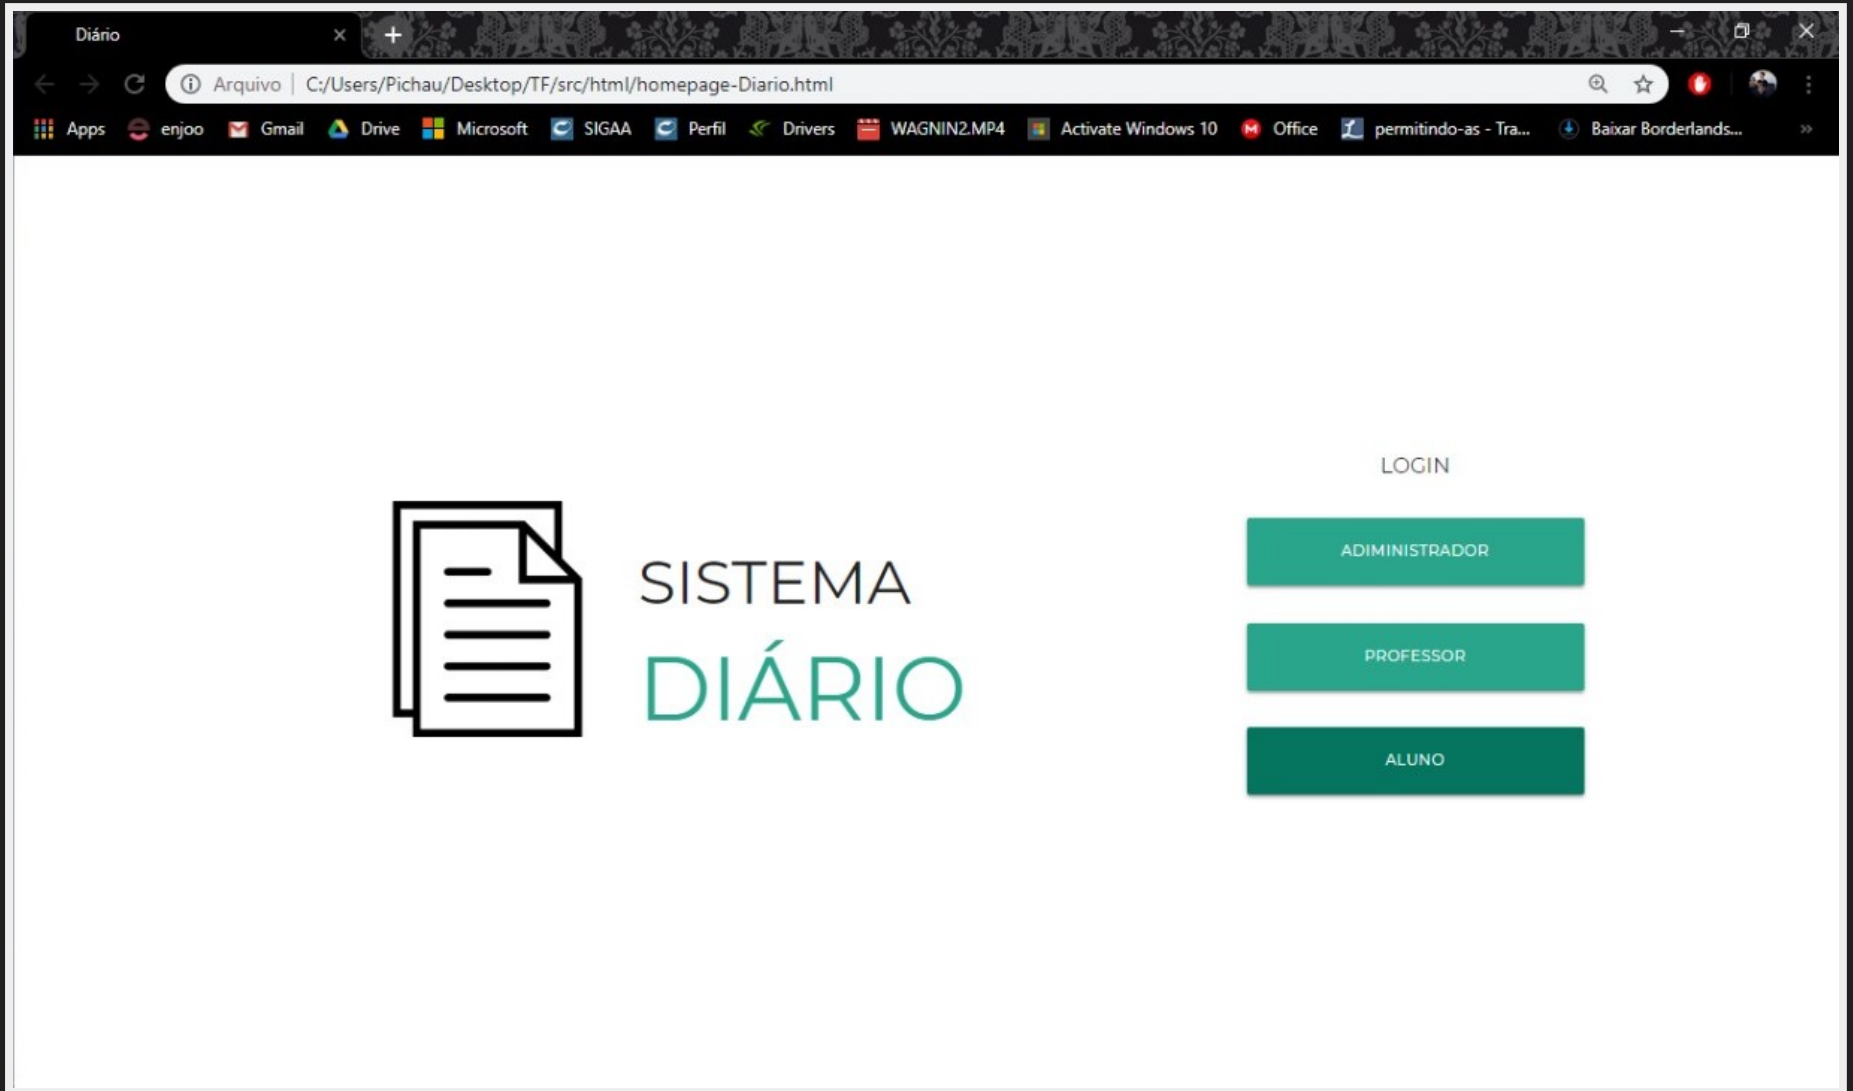 Diário
Arquivo | C:/Users/Pichau/Desktop/TF/src/html/homepage-Diario.html
Apps enjoo Gmail Drive Microsoft SIGAA Perfil Drivers WAGNIN2.MP4 Activate Windows 10 Office permitindo-as - Tra... Baixar Borderlands... »
LOGIN
ADIMINISTRADOR
SISTEMA
DIÁRIO
PROFESSOR
ALUNO